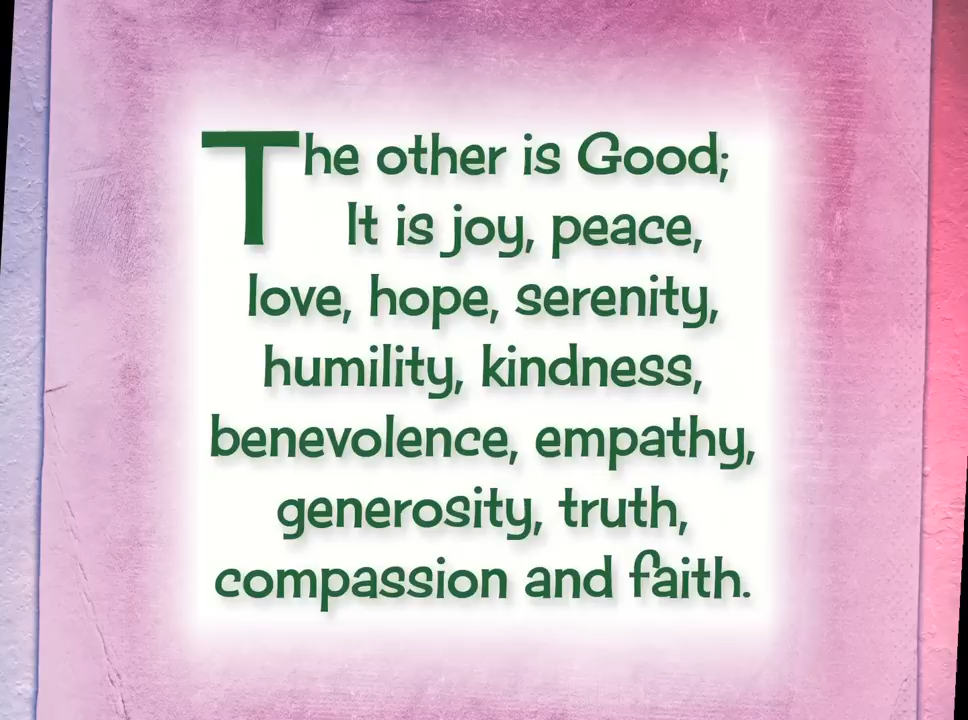 The other is Good;
It is joy, peace,
love, hope, serenity,
humility, kindness,
benevolence, empathy,
generosity, truth,
compassion and faith.